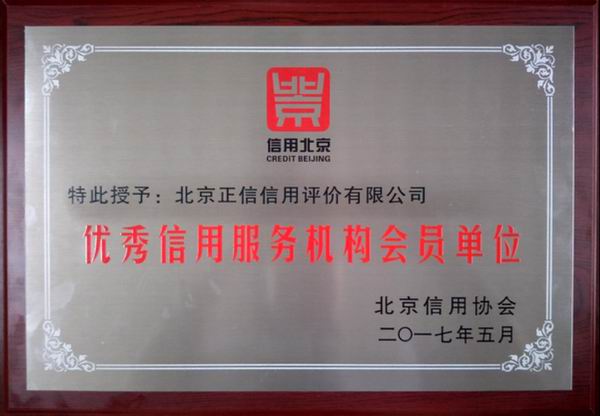 信用北京
CREDIT BEIJING
特此授予：北京正信信用评价有限公司
优秀信用服务机构会员单位
北京信用协会
二〇一七年五月